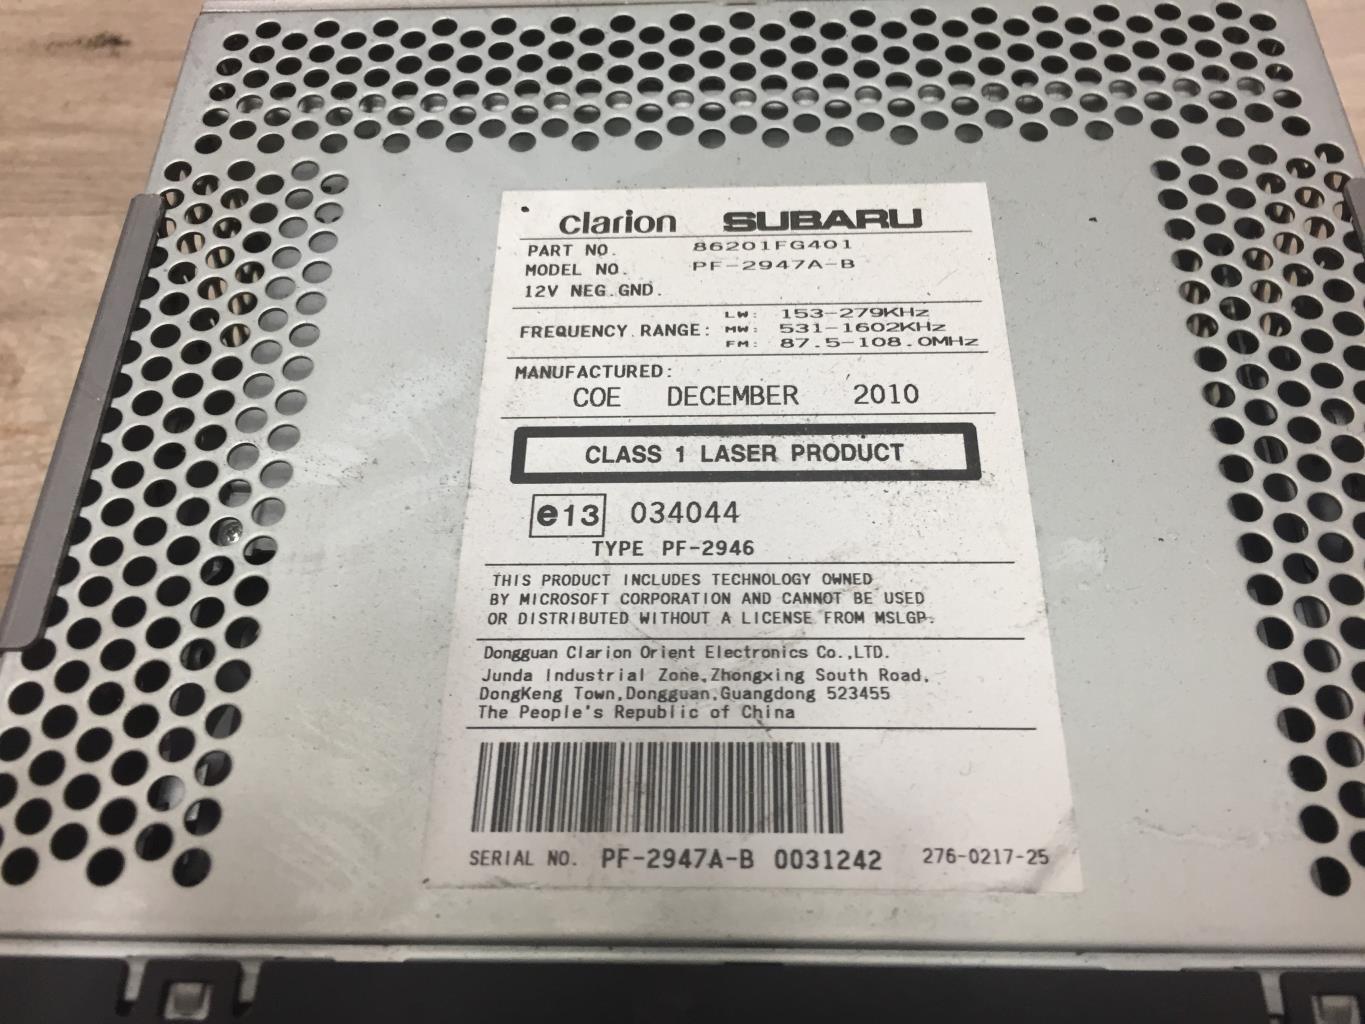 clarion SUBARU
PART NO. 86201FG401
MODEL NO. PF-2947A-B
12V NEG.GND.
FREQUENCY RANGE: LW: 153-279KHz
MW: 531-1602KHz
FM: 87.5-108.0MHz
MANUFACTURED:
COE DECEMBER 2010
CLASS 1 LASER PRODUCT
e13 034044
TYPE PF-2946
THIS PRODUCT INCLUDES TECHNOLOGY OWNED
BY MICROSOFT CORPORATION AND CANNOT BE USED
OR DISTRIBUTED WITHOUT A LICENSE FROM MSLGP.
Dongguan Clarion Orient Electronics Co.,LTD.
Junda Industrial Zone,Zhongxing South Road,
DongKeng Town,Dongguan,Guangdong 523455
The People's Republic of China
SERIAL NO. PF-2947A-B 0031242 276-0217-25